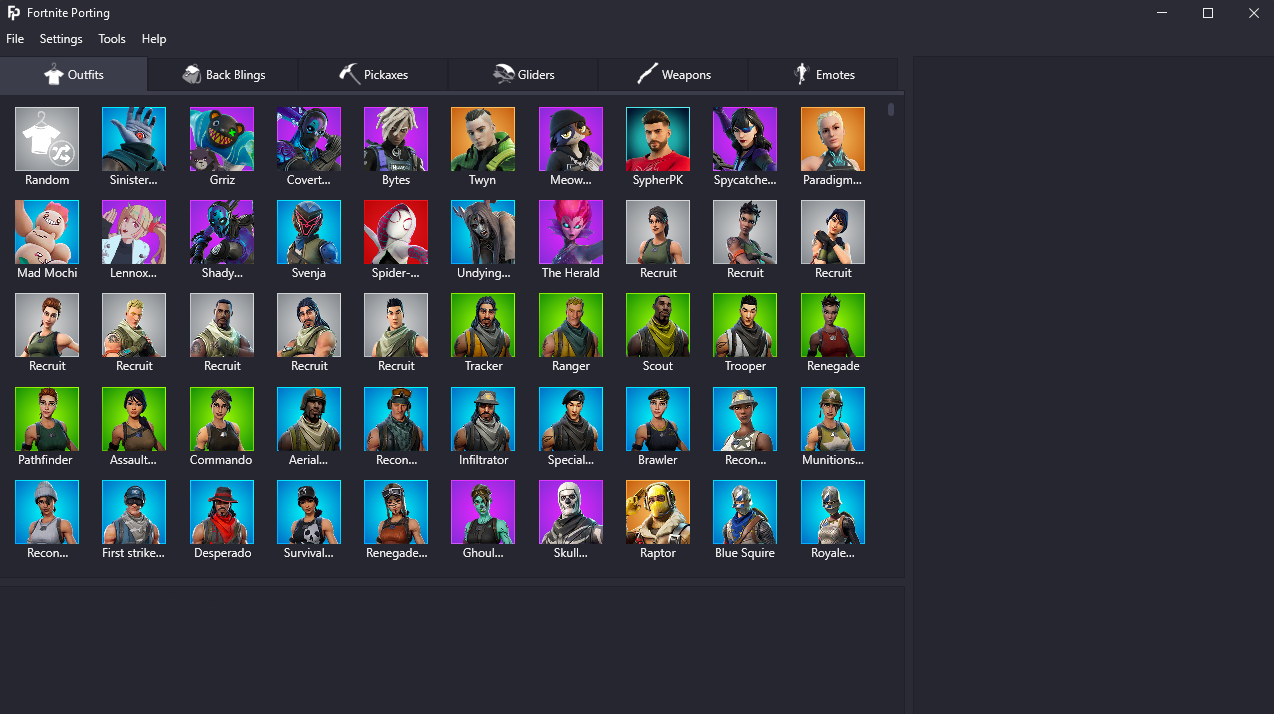 Fortnite Porting
File Settings Tools Help
Outfits Back Blings Pickaxes Gliders Weapons Emotes
Random Sinister... Grriz Covert... Bytes Twyn Meow... SypherPK Spycatche... Paradigm...
Mad Mochi Lennox... Shady... Svenja Spider-... Undying... The Herald Recruit Recruit Recruit
Recruit Recruit Recruit Recruit Recruit Tracker Ranger Scout Trooper Renegade
Pathfinder Assault... Commando Aerial... Recon... Infiltrator Special... Brawler Recon... Munitions...
Recon... First strike... Desperado Survival... Renegade... Ghoul... Skull... Raptor Blue Squire Royale...